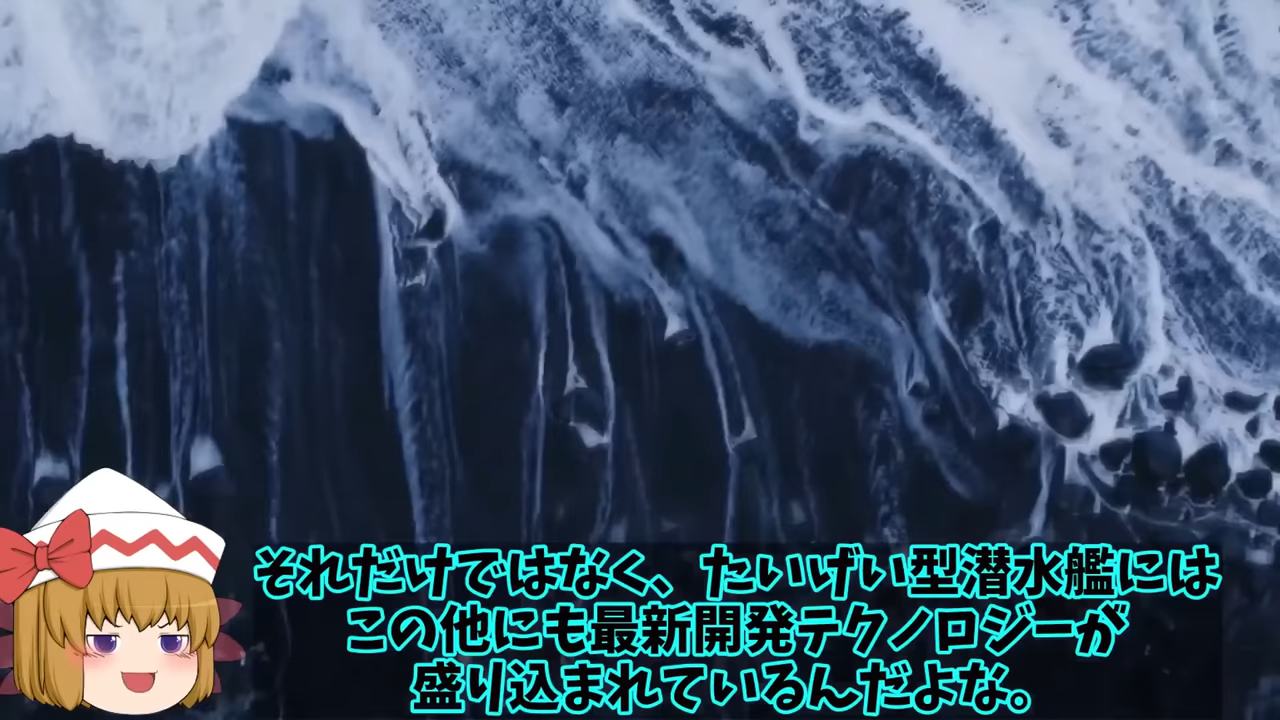 それだけではなく、たいげい型潜水艦には
この他にも最新開発テクノロジーが
盛り込まれているんだよな。